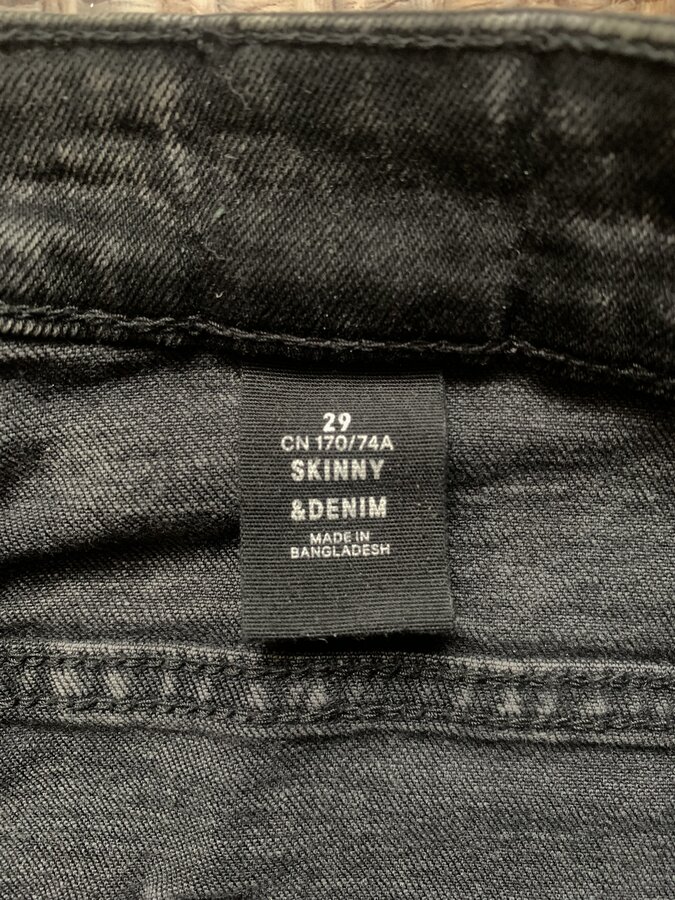 29
CN 170/74A
SKINNY
&DENIM
MADE IN
BANGLADESH